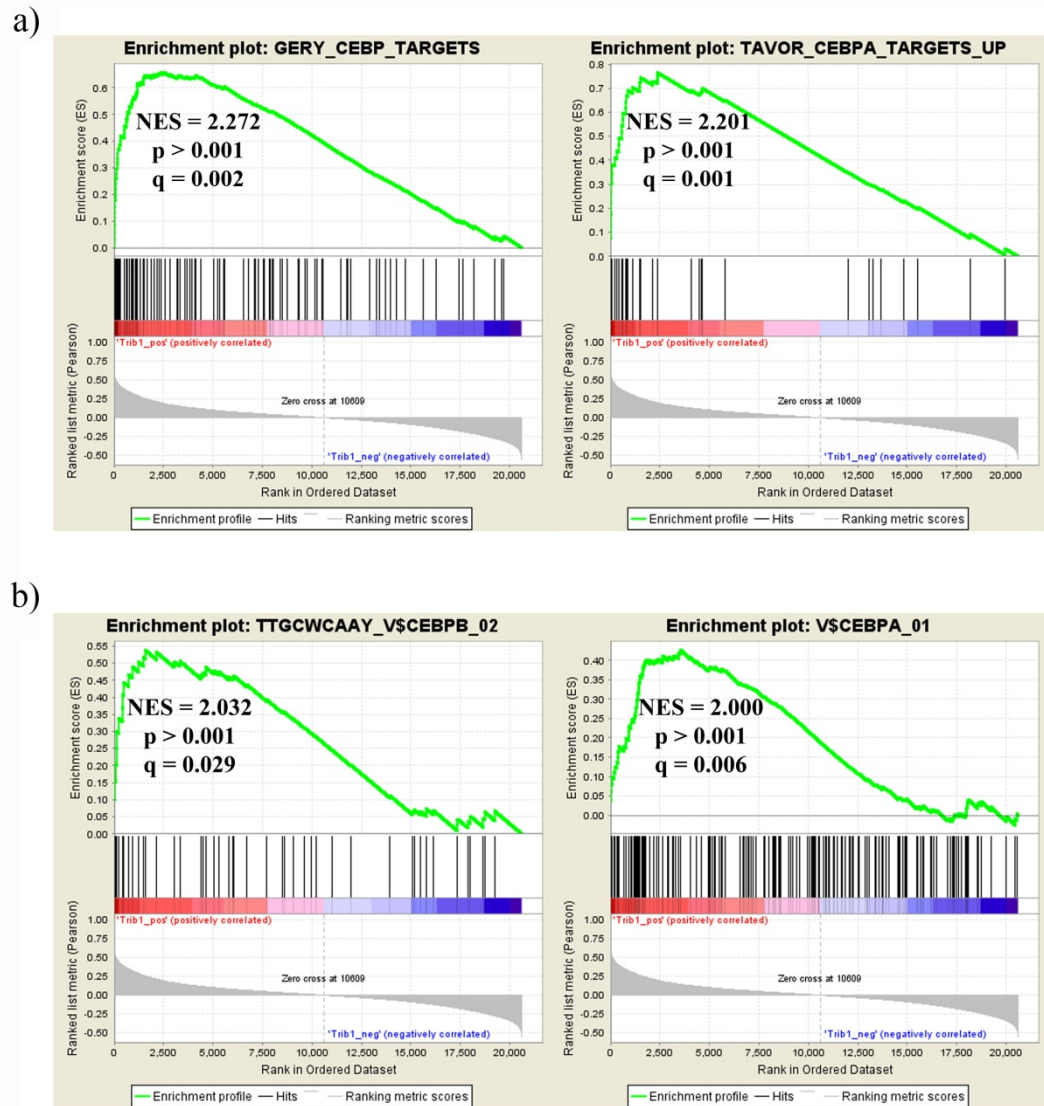 a)
Enrichment plot: GERY_CEBP_TARGETS
Enrichment score (ES)
0.6
0.5
0.4
0.3
0.2
0.1
0.0
NES = 2.272
p > 0.001
q = 0.002
Ranked list metric (Pearson)
1.00
0.75
0.50
0.25
0.00
-0.25
-0.50
'Trib1_pos' (positively correlated)
Zero cross at 10609
'Trib1_neg' (negatively correlated)
0 2,500 5,000 7,500 10,000 12,500 15,000 17,500 20,000
Rank in Ordered Dataset
Enrichment profile Hits Ranking metric scores
Enrichment plot: TAVOR_CEBPA_TARGETS_UP
Enrichment score (ES)
0.8
0.7
0.6
0.5
0.4
0.3
0.2
0.1
0.0
NES = 2.201
p > 0.001
q = 0.001
Ranked list metric (Pearson)
1.00
0.75
0.50
0.25
0.00
-0.25
-0.50
'Trib1_pos' (positively correlated)
Zero cross at 10609
'Trib1_neg' (negatively correlated)
0 2,500 5,000 7,500 10,000 12,500 15,000 17,500 20,000
Rank in Ordered Dataset
Enrichment profile Hits Ranking metric scores
b)
Enrichment plot: TTGCWCAAY_V$CEBPB_02
Enrichment score (ES)
0.55
0.50
0.45
0.40
0.35
0.30
0.25
0.20
0.15
0.10
0.05
0.00
NES = 2.032
p > 0.001
q = 0.029
Ranked list metric (Pearson)
1.00
0.75
0.50
0.25
0.00
-0.25
-0.50
'Trib1_pos' (positively correlated)
Zero cross at 10609
'Trib1_neg' (negatively correlated)
0 2,500 5,000 7,500 10,000 12,500 15,000 17,500 20,000
Rank in Ordered Dataset
Enrichment profile Hits Ranking metric scores
Enrichment plot: V$CEBPA_01
Enrichment score (ES)
0.40
0.35
0.30
0.25
0.20
0.15
0.10
0.05
0.00
NES = 2.000
p > 0.001
q = 0.006
Ranked list metric (Pearson)
1.00
0.75
0.50
0.25
0.00
-0.25
-0.50
'Trib1_pos' (positively correlated)
Zero cross at 10609
'Trib1_neg' (negatively correlated)
0 2,500 5,000 7,500 10,000 12,500 15,000 17,500 20,000
Rank in Ordered Dataset
Enrichment profile Hits Ranking metric scores